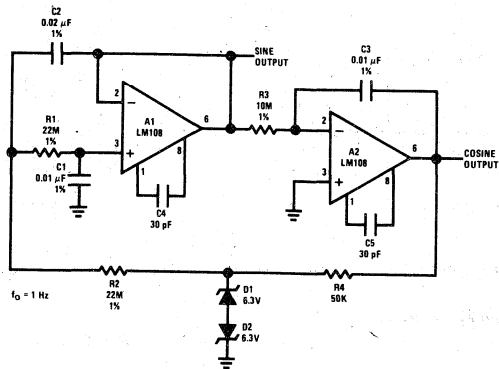 C2
0.02 µF
1%
SINE
OUTPUT
C3
0.01 µF
1%
R3
10M
1%
2
A1
LM108
6
R1
22M
1%
3
8
1
C1
0.01 µF
1%
C4
30 pF
2
A2
LM108
6
COSINE
OUTPUT
3
8
1
C5
30 pF
R2
22M
1%
R4
50K
fO = 1 Hz
D1
6.3V
D2
6.3V